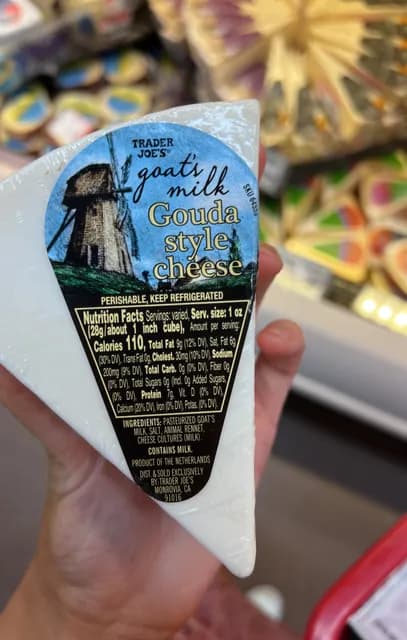 TRADER
JOE'S
goat's
milk
Gouda
style
cheese
PERISHABLE, KEEP REFRIGERATED
Nutrition Facts Servings: varied, Serv. size: 1 oz
(28g/about 1 inch cube), Amount per serving:
Calories 110, Total Fat 9g (12% DV), Sat. Fat 6g
(30% DV), Trans Fat 0g, Cholest. 30mg (10% DV), Sodium
200mg (9% DV), Total Carb. 0g (0% DV), Fiber 0g
(0% DV), Total Sugars 0g (Incl. 0g Added Sugars,
(0% DV), Protein 7g, Vit. D (0% DV),
Calcium (20% DV), Iron (0% DV), Potas. (0% DV).
INGREDIENTS: PASTEURIZED GOAT'S
MILK, SALT, ANIMAL RENNET,
CHEESE CULTURES (MILK).
CONTAINS MILK.
PRODUCT OF THE NETHERLANDS
DIST. & SOLD EXCLUSIVELY
BY: TRADER JOE'S
MONROVIA, CA
91016
SKU